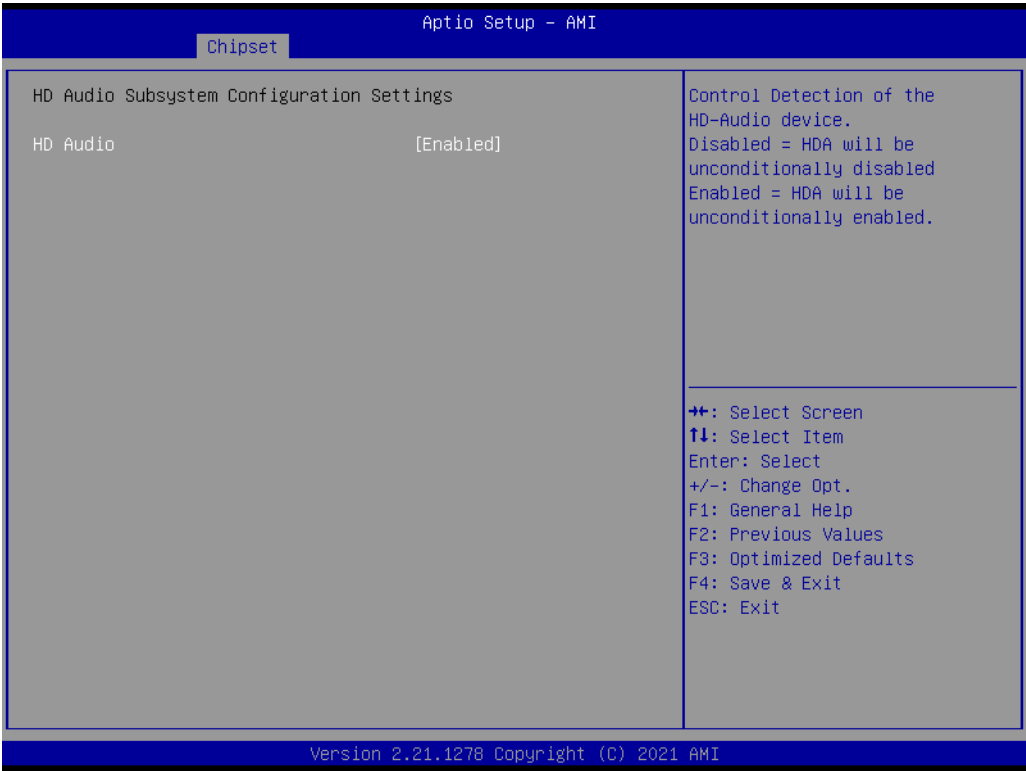 Aptio Setup - AMI
Chipset
HD Audio Subsystem Configuration Settings
HD Audio [Enabled]
Control Detection of the
HD-Audio device.
Disabled = HDA will be
unconditionally disabled
Enabled = HDA will be
unconditionally enabled.
→←: Select Screen
↑↓: Select Item
Enter: Select
+/-: Change Opt.
F1: General Help
F2: Previous Values
F3: Optimized Defaults
F4: Save & Exit
ESC: Exit
Version 2.21.1278 Copyright (C) 2021 AMI